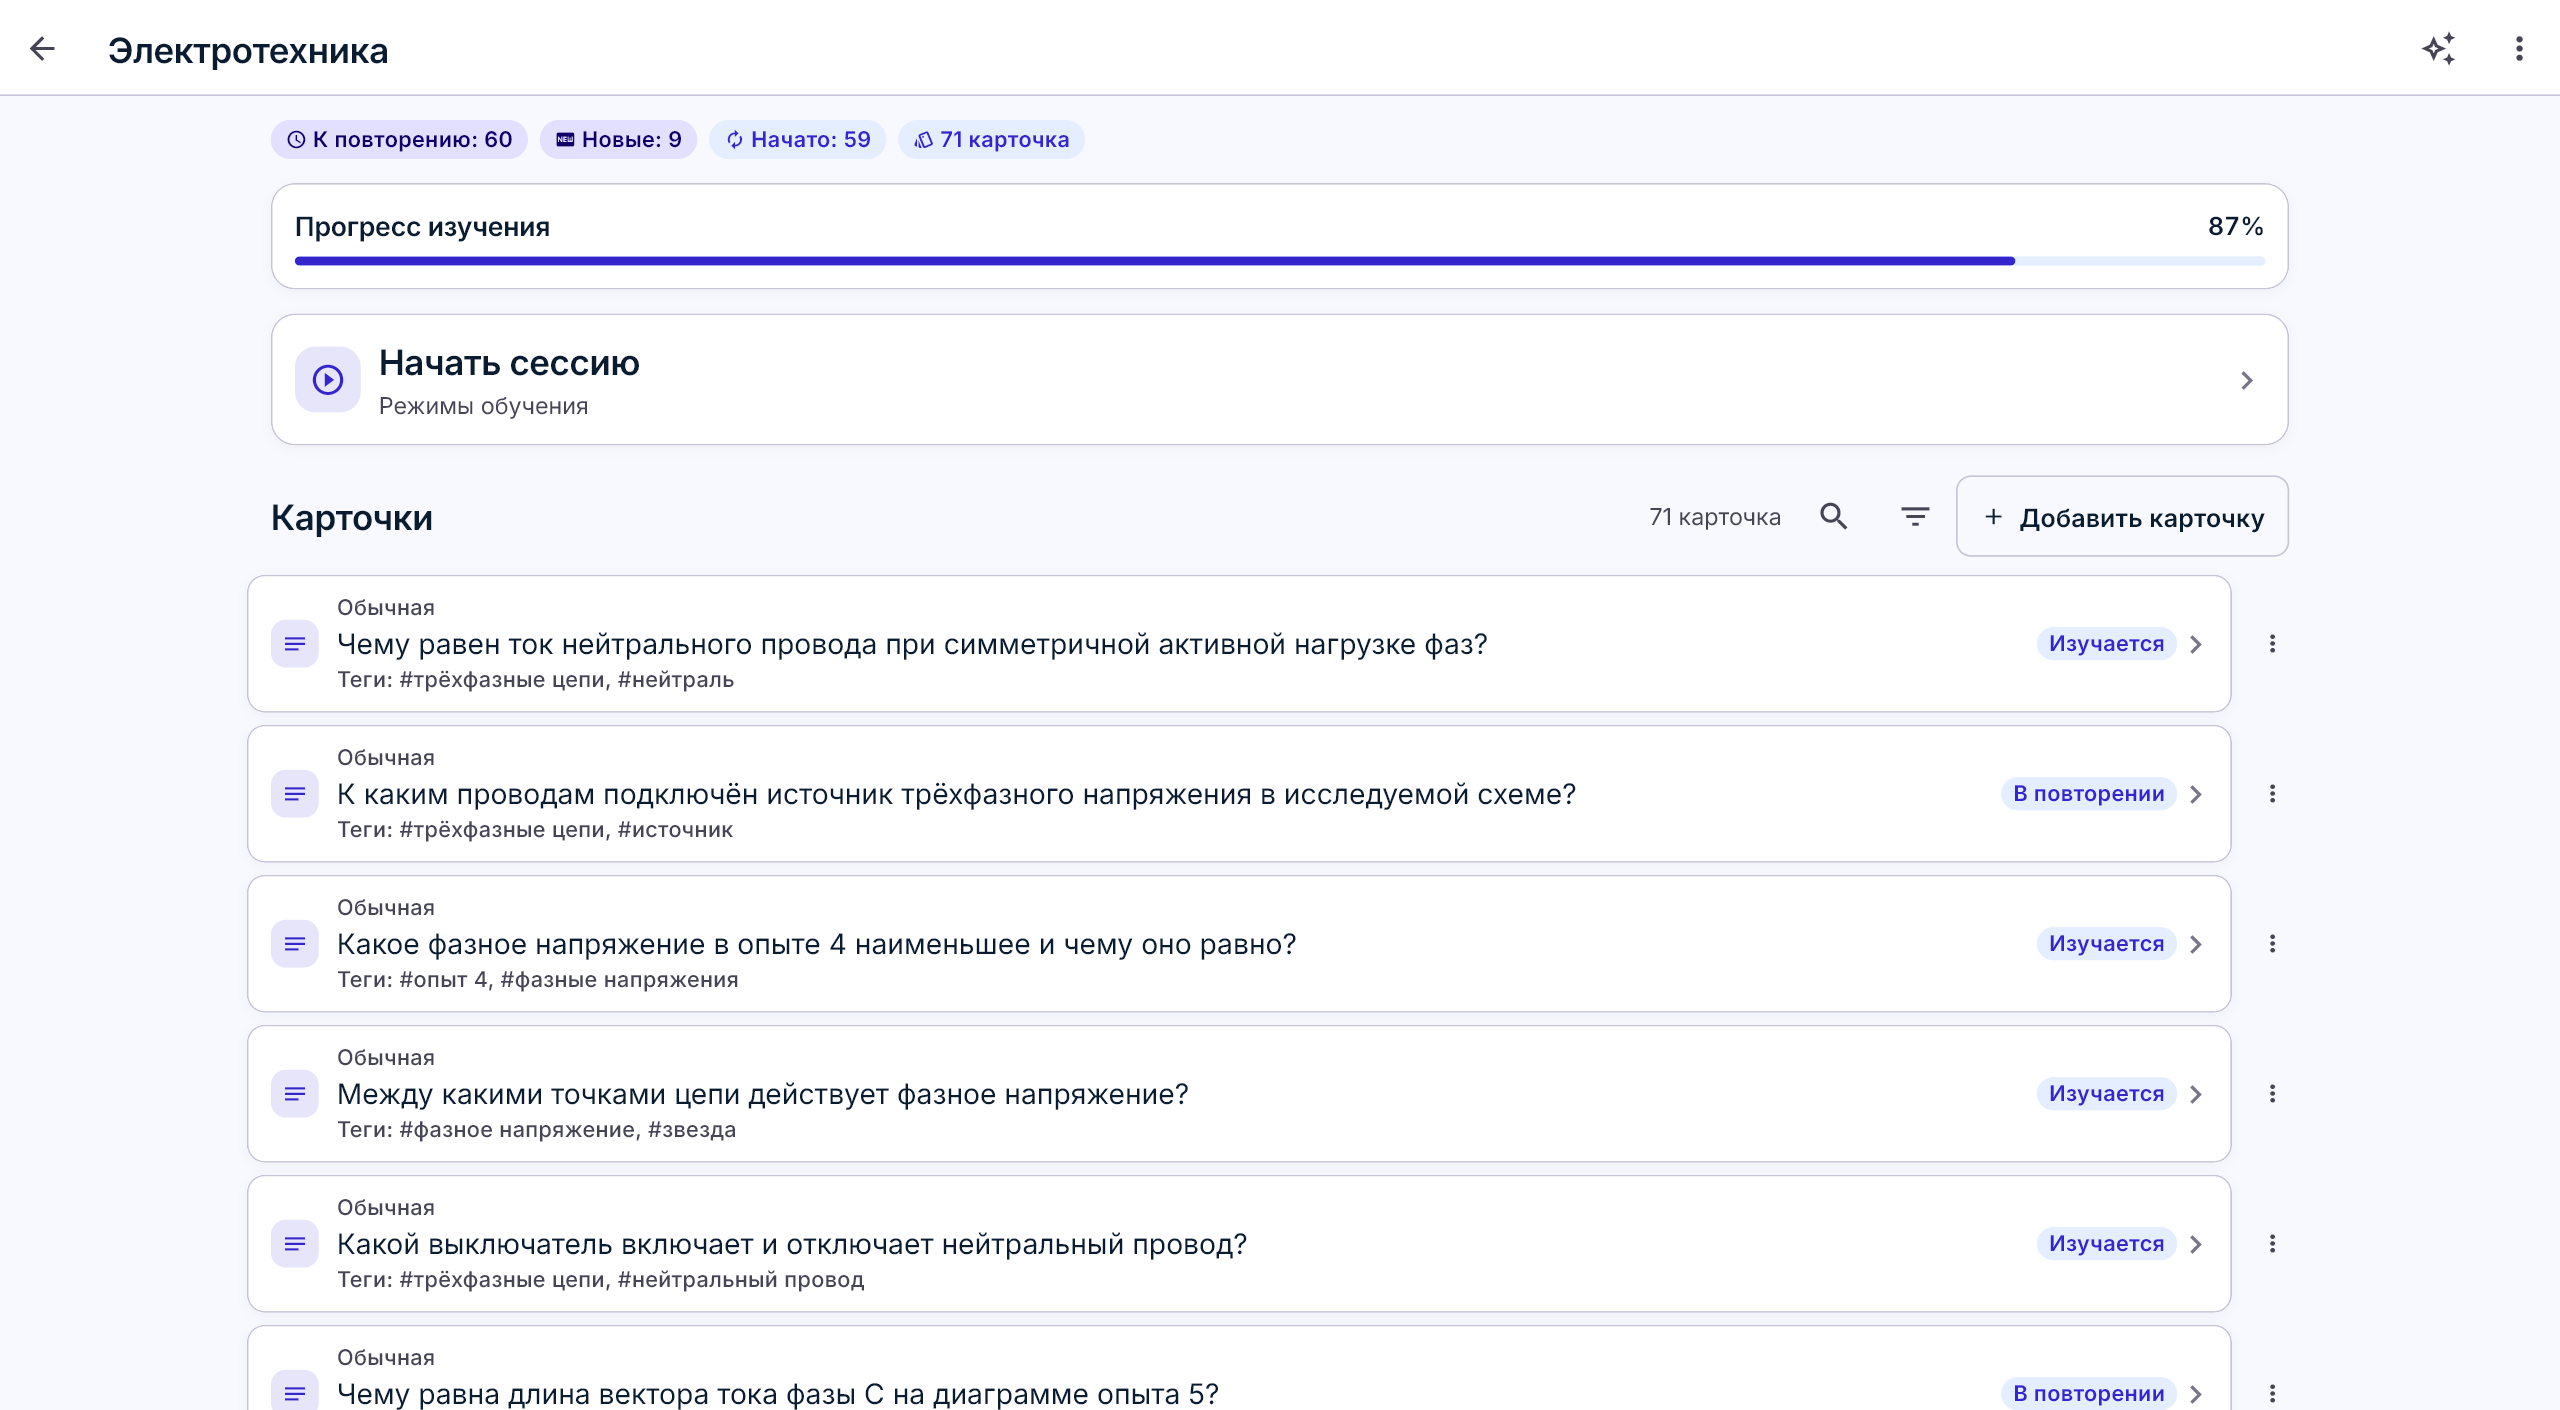 Электротехника
К повторению: 60
NEW Новые: 9
Начато: 59
71 карточка
Прогресс изучения
87%
Начать сессию
Режимы обучения
Карточки
71 карточка
+ Добавить карточку
Обычная
Чему равен ток нейтрального провода при симметричной активной нагрузке фаз?
Изучается
Теги: #трёхфазные цепи, #нейтраль
Обычная
К каким проводам подключён источник трёхфазного напряжения в исследуемой схеме?
В повторении
Теги: #трёхфазные цепи, #источник
Обычная
Какое фазное напряжение в опыте 4 наименьшее и чему оно равно?
Изучается
Теги: #опыт 4, #фазные напряжения
Обычная
Между какими точками цепи действует фазное напряжение?
Изучается
Теги: #фазное напряжение, #звезда
Обычная
Какой выключатель включает и отключает нейтральный провод?
Изучается
Теги: #трёхфазные цепи, #нейтральный провод
Обычная
Чему равна длина вектора тока фазы C на диаграмме опыта 5?
В повторении